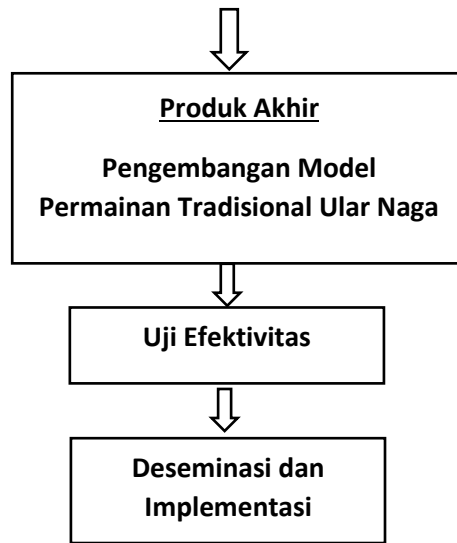 Produk Akhir
Pengembangan Model
Permainan Tradisional Ular Naga
Uji Efektivitas
Deseminasi dan
Implementasi